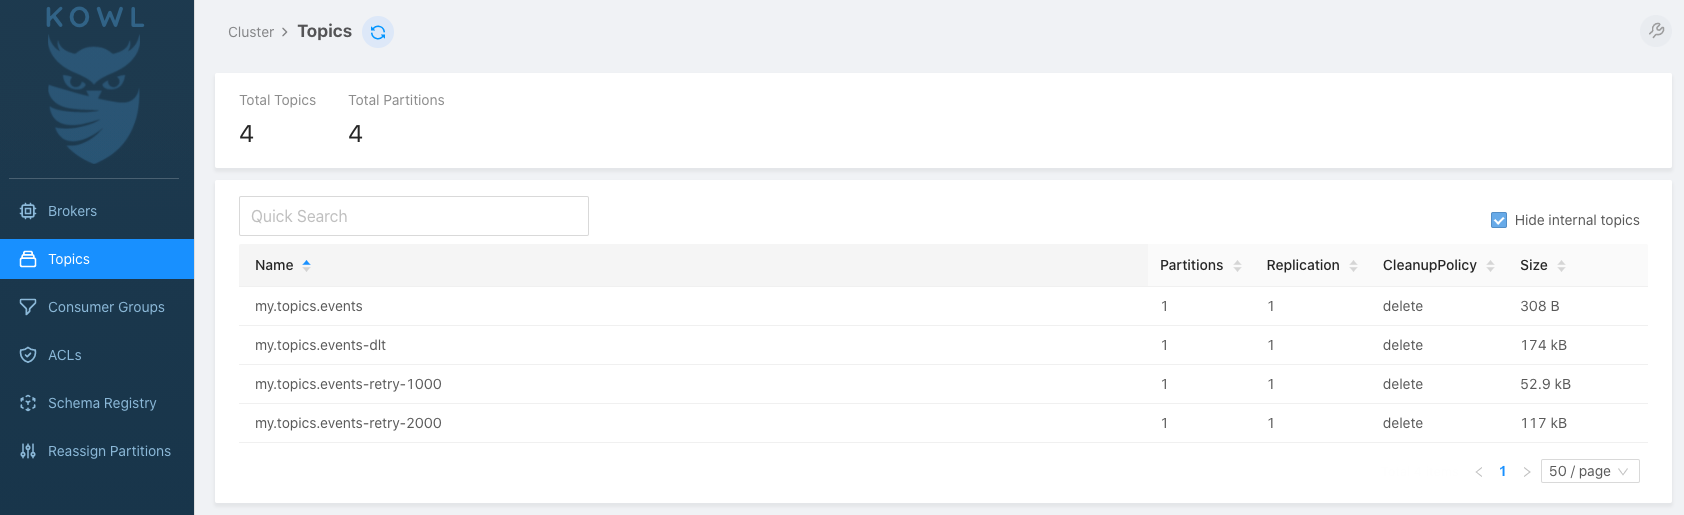 KOWL
Brokers
Topics
Consumer Groups
ACLs
Schema Registry
Reassign Partitions
Cluster > Topics
Total Topics Total Partitions
4 4
Quick Search
Hide internal topics
Name Partitions Replication CleanupPolicy Size
my.topics.events 1 1 delete 308 B
my.topics.events-dlt 1 1 delete 174 kB
my.topics.events-retry-1000 1 1 delete 52.9 kB
my.topics.events-retry-2000 1 1 delete 117 kB
< 1 > 50 / page